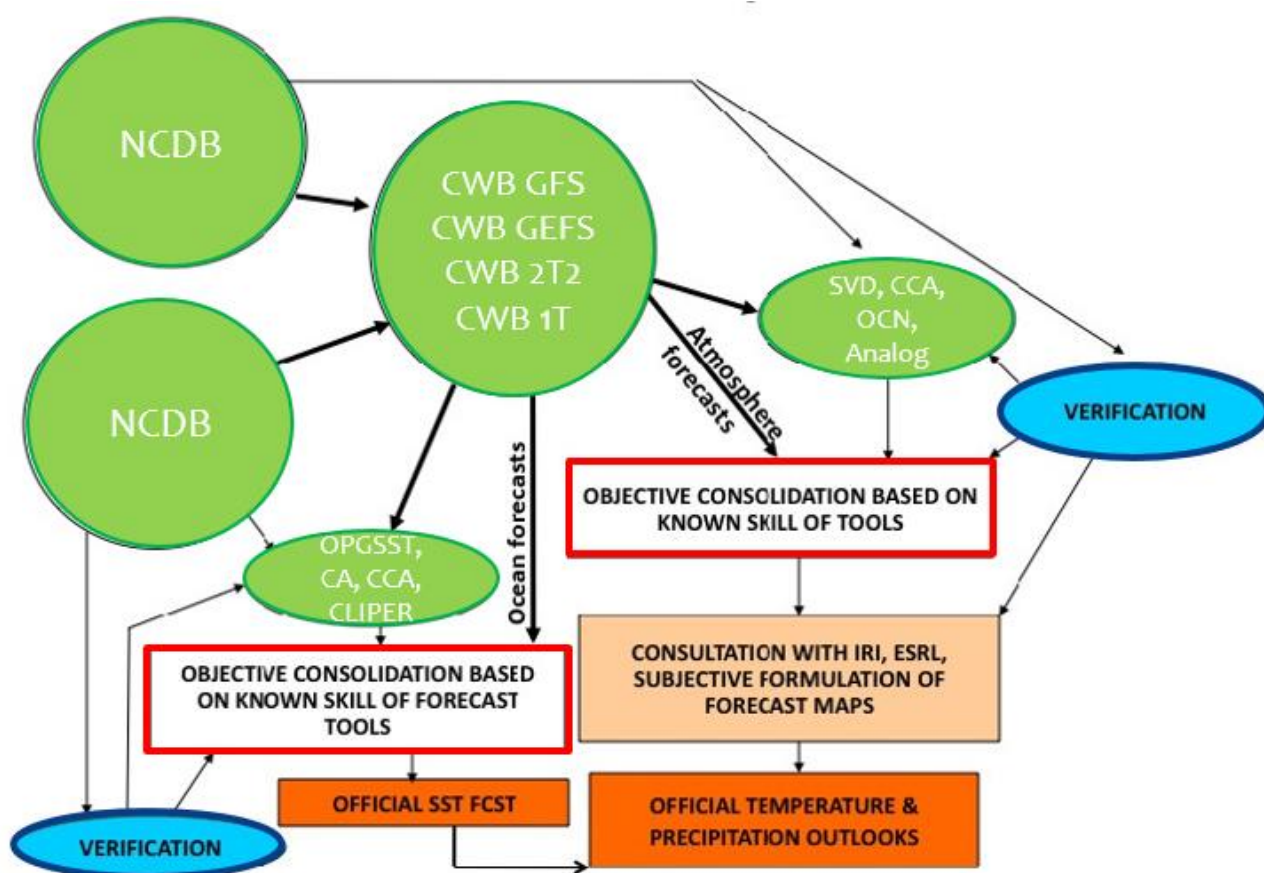 NCDB
CWB GFS
CWB GEFS
CWB 2T2
CWB 1T
SVD, CCA,
OCN,
Analog
Atmosphere
forecasts
VERIFICATION
NCDB
Ocean forecasts
OBJECTIVE CONSOLIDATION BASED ON
KNOWN SKILL OF TOOLS
OPGSST,
CA, CCA,
CLIPER
CONSULTATION WITH IRI, ESRL,
SUBJECTIVE FORMULATION OF
FORECAST MAPS
OBJECTIVE CONSOLIDATION BASED
ON KNOWN SKILL OF FORECAST
TOOLS
OFFICIAL SST FCST
OFFICIAL TEMPERATURE &
PRECIPITATION OUTLOOKS
VERIFICATION